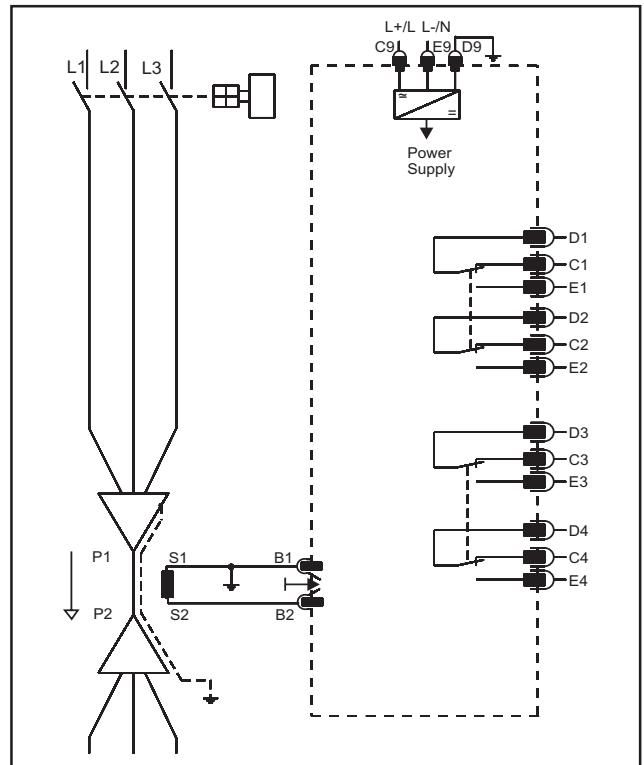 L+/L L-/N
C9 E9 D9
L1 L2 L3
Power
Supply
D1
C1
E1
D2
C2
E2
D3
C3
E3
D4
C4
E4
P1 S1 B1
P2 S2 B2